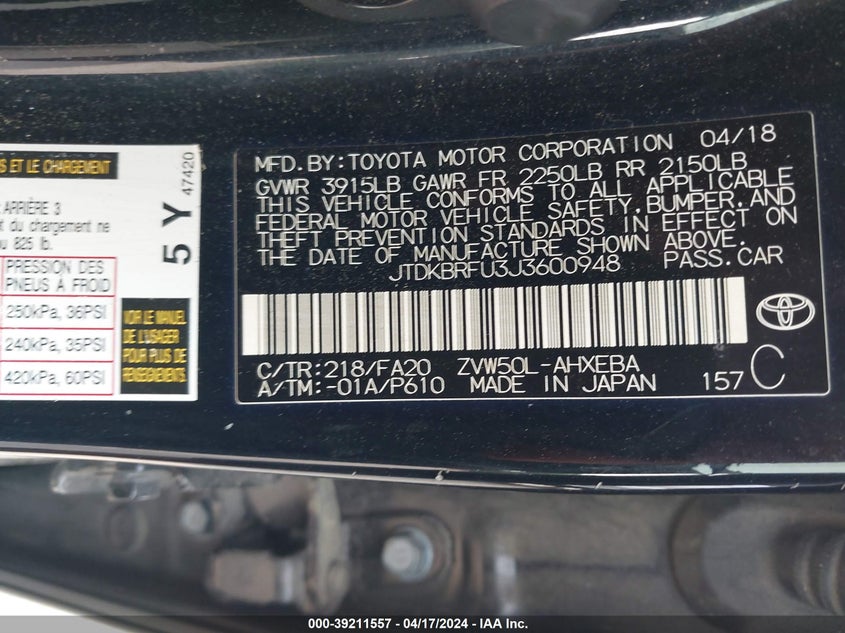 S ET LE CHARGEMENT
ARRIÈRE 3
du chargement ne
825 lb.
PRESSION DES
PNEUS À FROID
250kPa, 36PSI
240kPa, 35PSI
420kPa, 60PSI
5 Y
47420
VOIR LE MANUEL
DE L'USAGER
POUR PLUS DE
RENSEIGNEMENTS
MFD.BY:TOYOTA MOTOR CORPORATION 04/18
GVWR 3915LB GAWR FR 2250LB RR 2150LB
THIS VEHICLE CONFORMS TO ALL APPLICABLE
FEDERAL MOTOR VEHICLE SAFETY,BUMPER,AND
THEFT PREVENTION STANDARDS IN EFFECT ON
THE DATE OF MANUFACTURE SHOWN ABOVE.
JTDKBRFU3J3600948 PASS.CAR
C/TR:218/FA20 ZVW50L-AHXEBA
A/TM:-01A/P610 MADE IN JAPAN 157 C
000-39211557 - 04/17/2024 - IAA, Inc.